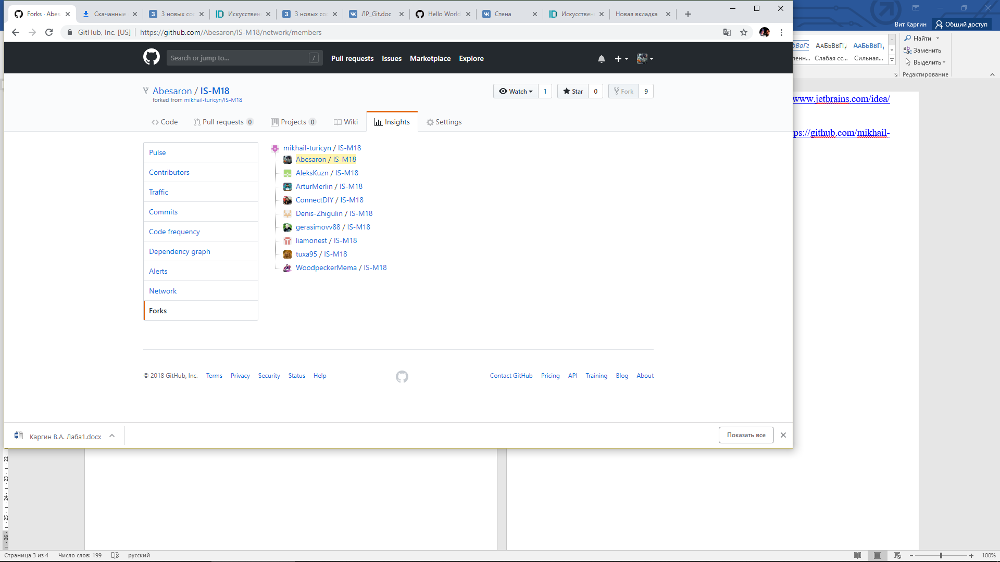 Forks · Abes
Скачанные
3 новых соо
Искусствен
3 новых соо
ЛР_Git.doc
Hello World
Стена
Искусствен
Новая вкладка
GitHub, Inc. [US]
https://github.com/Abesaron/IS-M18/network/members
Вит Каргин
Общий доступ
АаБбВвГг,
ААББВВГГ,
ленн...
Слабая сс...
Сильная...
Найти
Заменить
Выделить
Редактирование
Search or jump to...
/
Pull requests
Issues
Marketplace
Explore
Abesaron / IS-M18
forked from mikhail-turicyn/IS-M18
Watch 1
Star 0
Fork 9
Code
Pull requests 0
Projects 0
Wiki
Insights
Settings
www.jetbrains.com/idea/
ps://github.com/mikhail-
Pulse
Contributors
Traffic
Commits
Code frequency
Dependency graph
Alerts
Network
Forks
mikhail-turicyn / IS-M18
Abesaron / IS-M18
AleksKuzn / IS-M18
ArturMerlin / IS-M18
ConnectDIY / IS-M18
Denis-Zhigulin / IS-M18
gerasimovv88 / IS-M18
liamonest / IS-M18
tuxa95 / IS-M18
WoodpeckerMema / IS-M18
© 2018 GitHub, Inc.
Terms
Privacy
Security
Status
Help
Contact GitHub
Pricing
API
Training
Blog
About
Каргин В.А. Лаба1.docx
Показать все
22
23
24
25
26
Страница 3 из 4
Число слов: 199
русский
100%